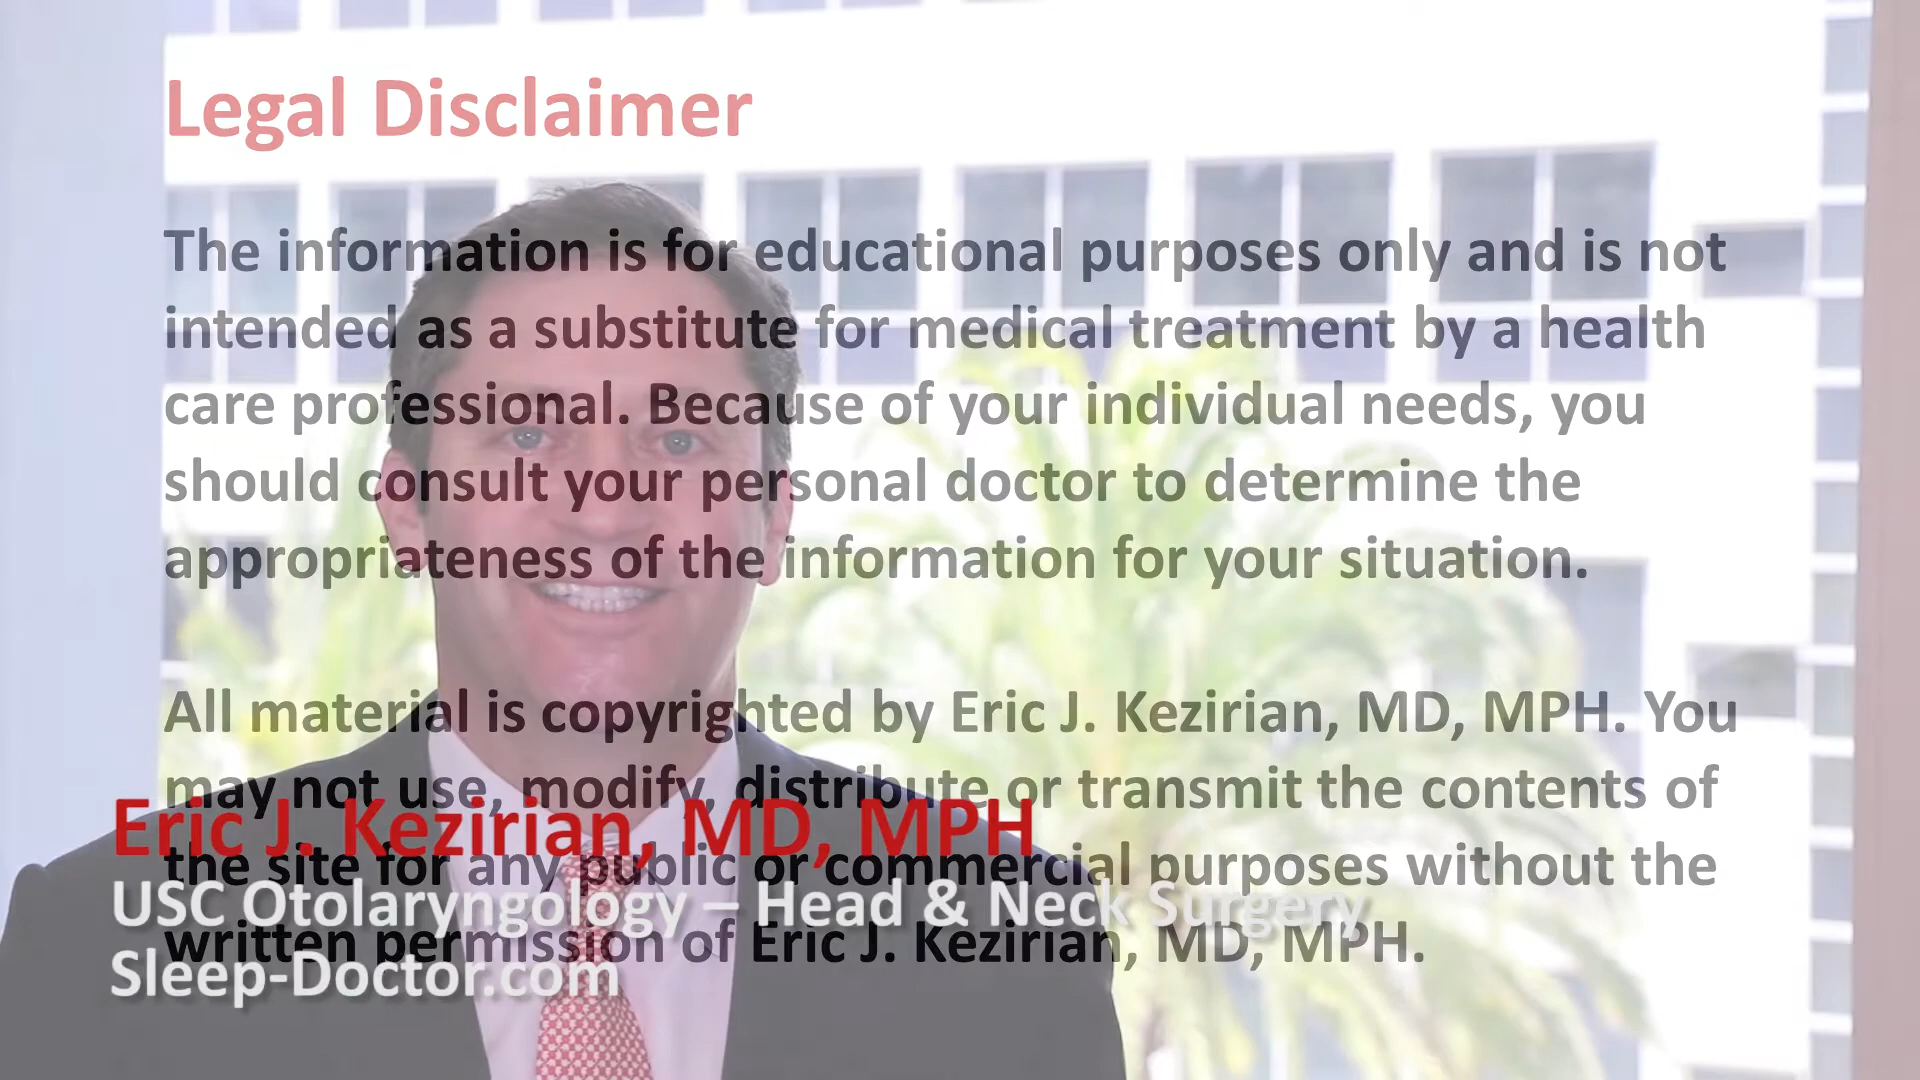 Legal Disclaimer
The information is for educational purposes only and is not
intended as a substitute for medical treatment by a health
care professional. Because of your individual needs, you
should consult your personal doctor to determine the
appropriateness of the information for your situation.
All material is copyrighted by Eric J. Kezirian, MD, MPH. You
may not use, modify, distribute or transmit the contents of
the site for any public or commercial purposes without the
written permission of Eric J. Kezirian, MD, MPH.
Eric J. Kezirian, MD, MPH
USC Otolaryngology – Head & Neck Surgery
Sleep-Doctor.com